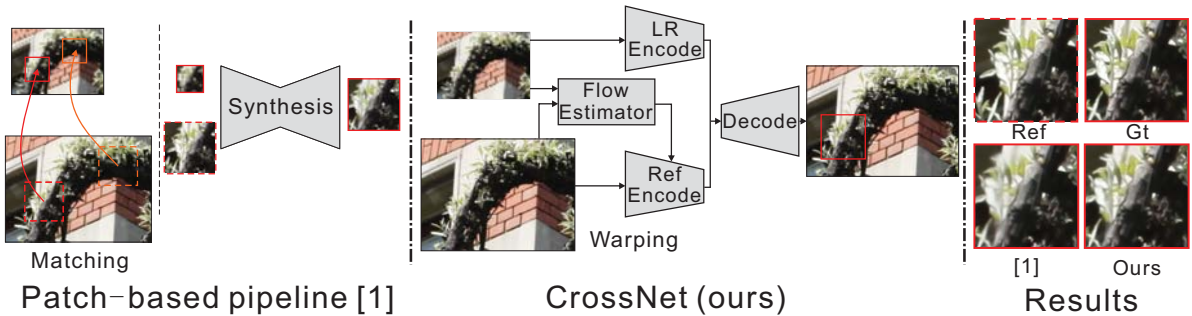 Matching
Synthesis
Patch-based pipeline [1]
LR
Encode
Flow
Estimator
Ref
Encode
Decode
Warping
CrossNet (ours)
Ref
Gt
[1]
Ours
Results